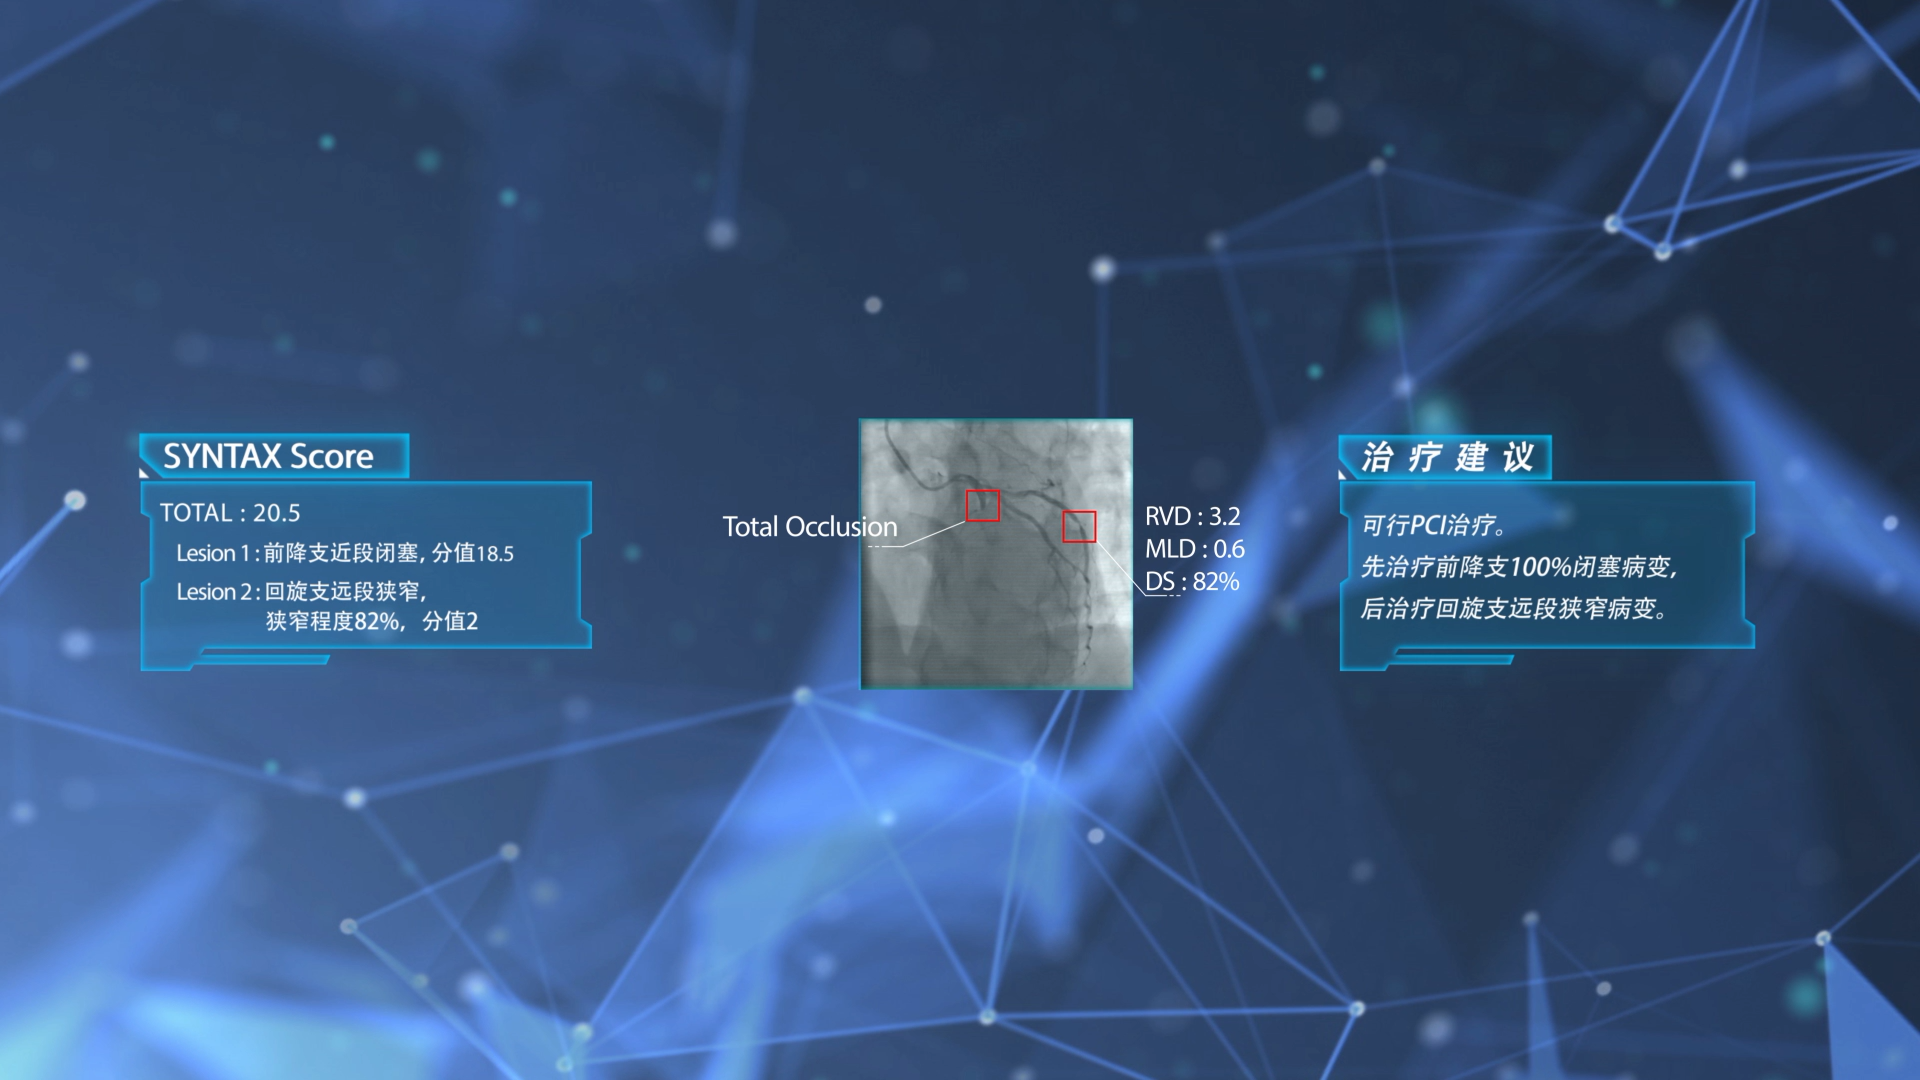 SYNTAX Score
TOTAL : 20.5
Lesion 1 : 前降支近段闭塞, 分值18.5
Lesion 2 : 回旋支远段狭窄,
狭窄程度82%, 分值2
Total Occlusion
RVD : 3.2
MLD : 0.6
DS : 82%
治疗建议
可行PCI治疗。
先治疗前降支100%闭塞病变,
后治疗回旋支远段狭窄病变。